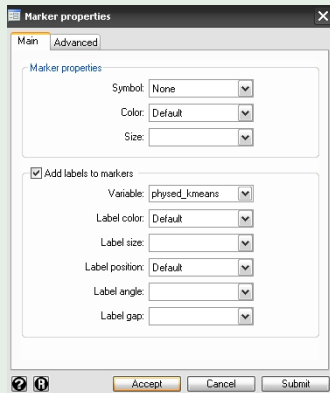 Marker properties
Main Advanced
Marker properties
Symbol: None
Color: Default
Size:
Add labels to markers
Variable: physed_kmeans
Label color: Default
Label size:
Label position: Default
Label angle:
Label gap:
? R Accept Cancel Submit